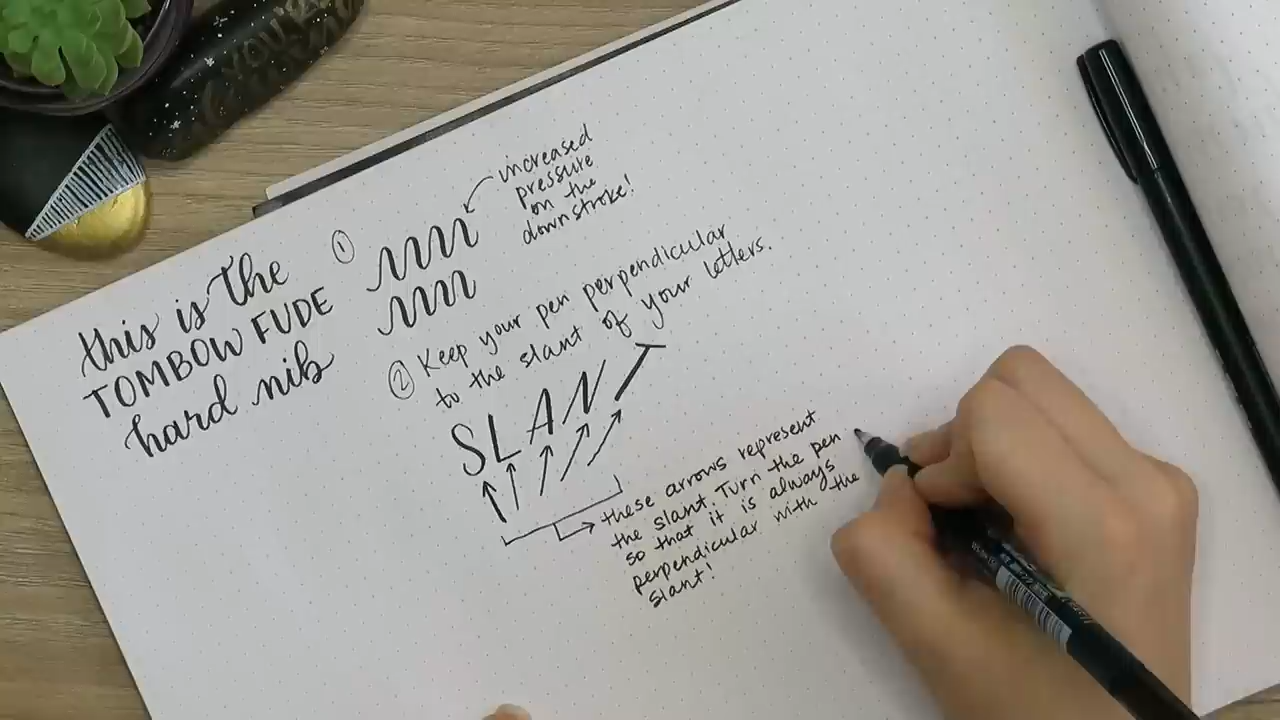 this is the
TOMBOW FUDE
hard nib
①
increased
pressure
on the
downstroke!
② Keep your pen perpendicular
to the slant of your letters.
SLANT
these arrows represent
the slant. Turn the pen
so that it is always
perpendicular with the
slant!
YOU